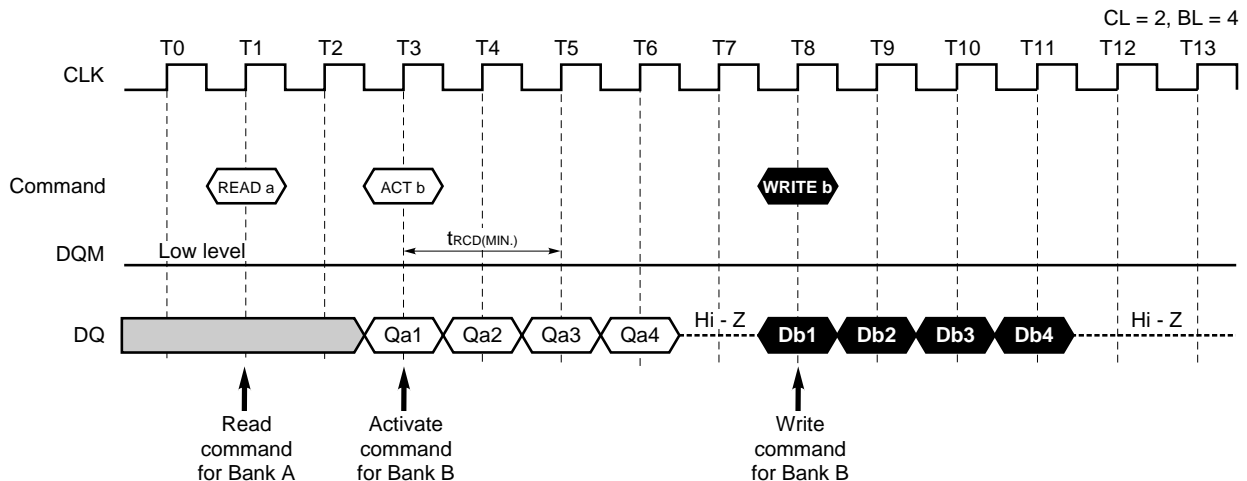 CL = 2, BL = 4
T0 T1 T2 T3 T4 T5 T6 T7 T8 T9 T10 T11 T12 T13
CLK
Command READ a ACT b WRITE b
tRCD(MIN.)
DQM Low level
DQ Qa1 Qa2 Qa3 Qa4 Hi - Z Db1 Db2 Db3 Db4 Hi - Z
Read Activate Write
command command command
for Bank A for Bank B for Bank B